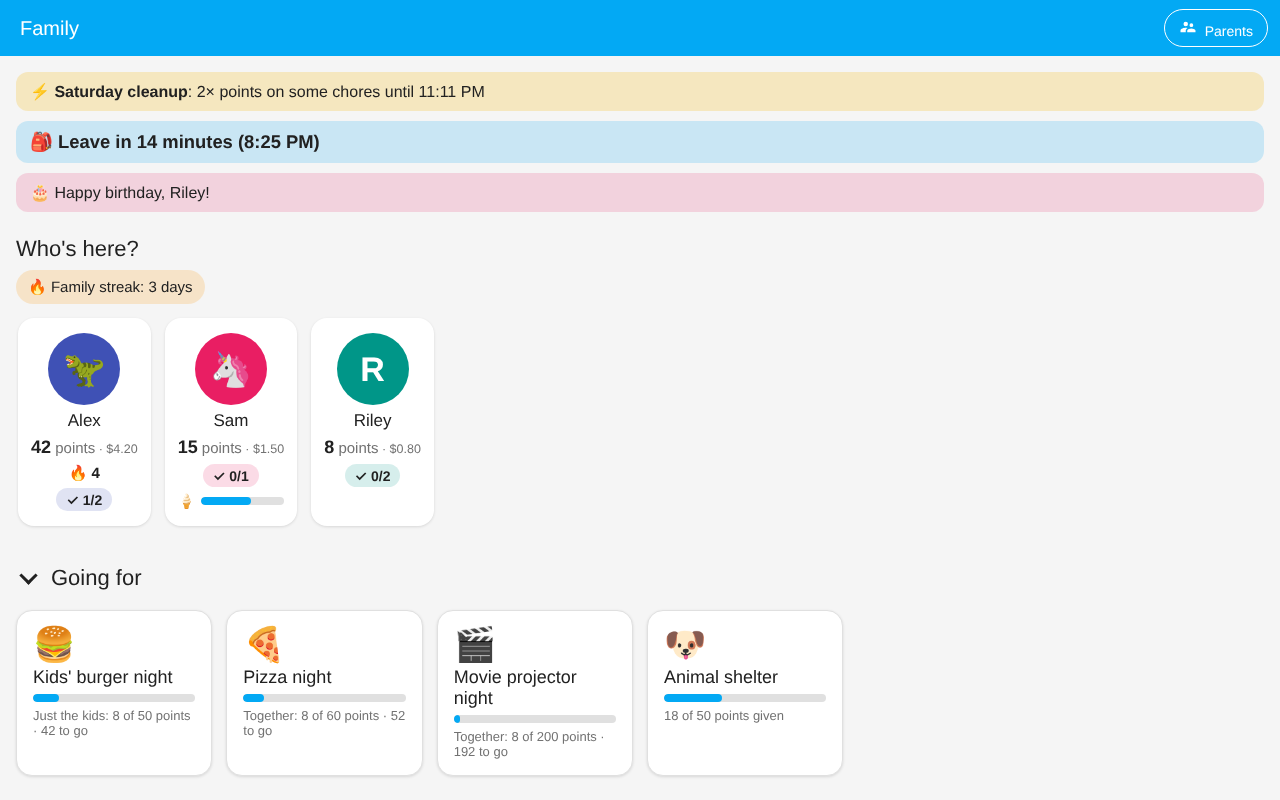 Family
Parents
⚡ Saturday cleanup: 2× points on some chores until 11:11 PM
🎒 Leave in 14 minutes (8:25 PM)
🎂 Happy birthday, Riley!
Who's here?
🔥 Family streak: 3 days
Alex
42 points · $4.20
🔥 4
✓ 1/2
Sam
15 points · $1.50
✓ 0/1
R
Riley
8 points · $0.80
✓ 0/2
Going for
Kids' burger night
Just the kids: 8 of 50 points
· 42 to go
Pizza night
Together: 8 of 60 points · 52
to go
Movie projector
night
Together: 8 of 200 points ·
192 to go
Animal shelter
18 of 50 points given